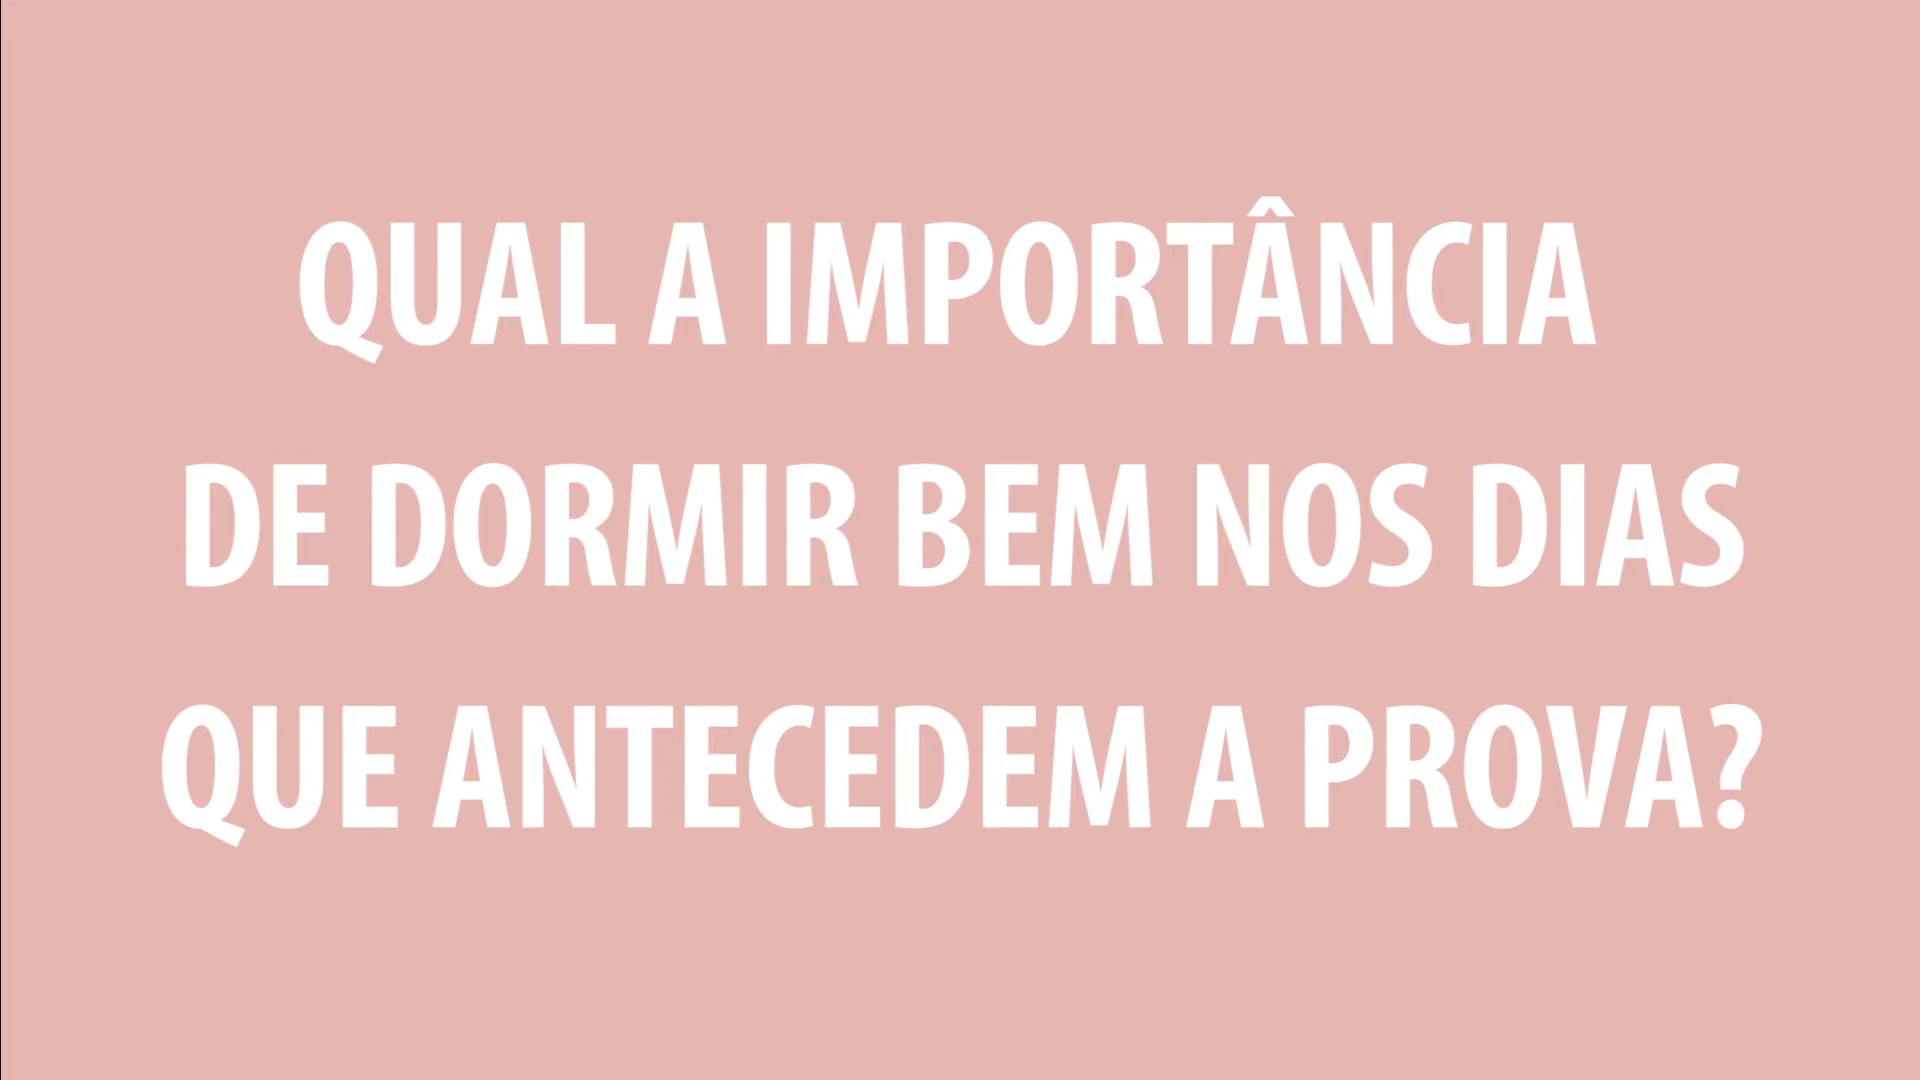 QUAL A IMPORTÂNCIA
DE DORMIR BEM NOS DIAS
QUE ANTECEDEM A PROVA?